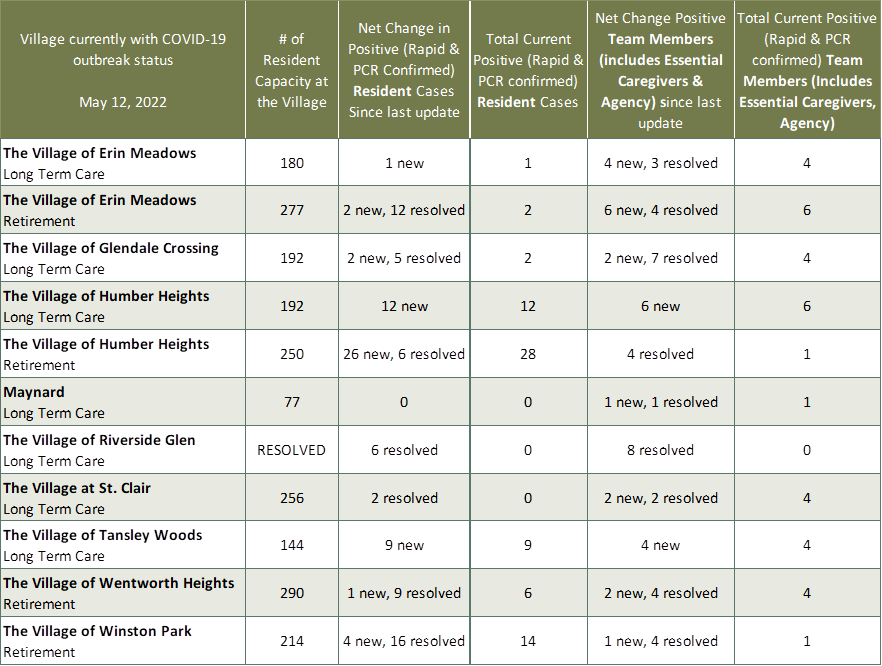 Village currently with COVID-19
outbreak status
May 12, 2022
# of
Resident
Capacity at
the Village
Net Change in
Positive (Rapid &
PCR Confirmed)
Resident Cases
Since last update
Total Current
Positive (Rapid &
PCR confirmed)
Resident Cases
Net Change Positive
Team Members
(includes Essential
Caregivers &
Agency) since last
update
Total Current Positive
(Rapid & PCR
confirmed) Team
Members (Includes
Essential Caregivers,
Agency)
The Village of Erin Meadows
Long Term Care
180
1 new
1
4 new, 3 resolved
4
The Village of Erin Meadows
Retirement
277
2 new, 12 resolved
2
6 new, 4 resolved
6
The Village of Glendale Crossing
Long Term Care
192
2 new, 5 resolved
2
2 new, 7 resolved
4
The Village of Humber Heights
Long Term Care
192
12 new
12
6 new
6
The Village of Humber Heights
Retirement
250
26 new, 6 resolved
28
4 resolved
1
Maynard
Long Term Care
77
0
0
1 new, 1 resolved
1
The Village of Riverside Glen
Long Term Care
RESOLVED
6 resolved
0
8 resolved
0
The Village at St. Clair
Long Term Care
256
2 resolved
0
2 new, 2 resolved
4
The Village of Tansley Woods
Long Term Care
144
9 new
9
4 new
4
The Village of Wentworth Heights
Retirement
290
1 new, 9 resolved
6
2 new, 4 resolved
4
The Village of Winston Park
Retirement
214
4 new, 16 resolved
14
1 new, 4 resolved
1